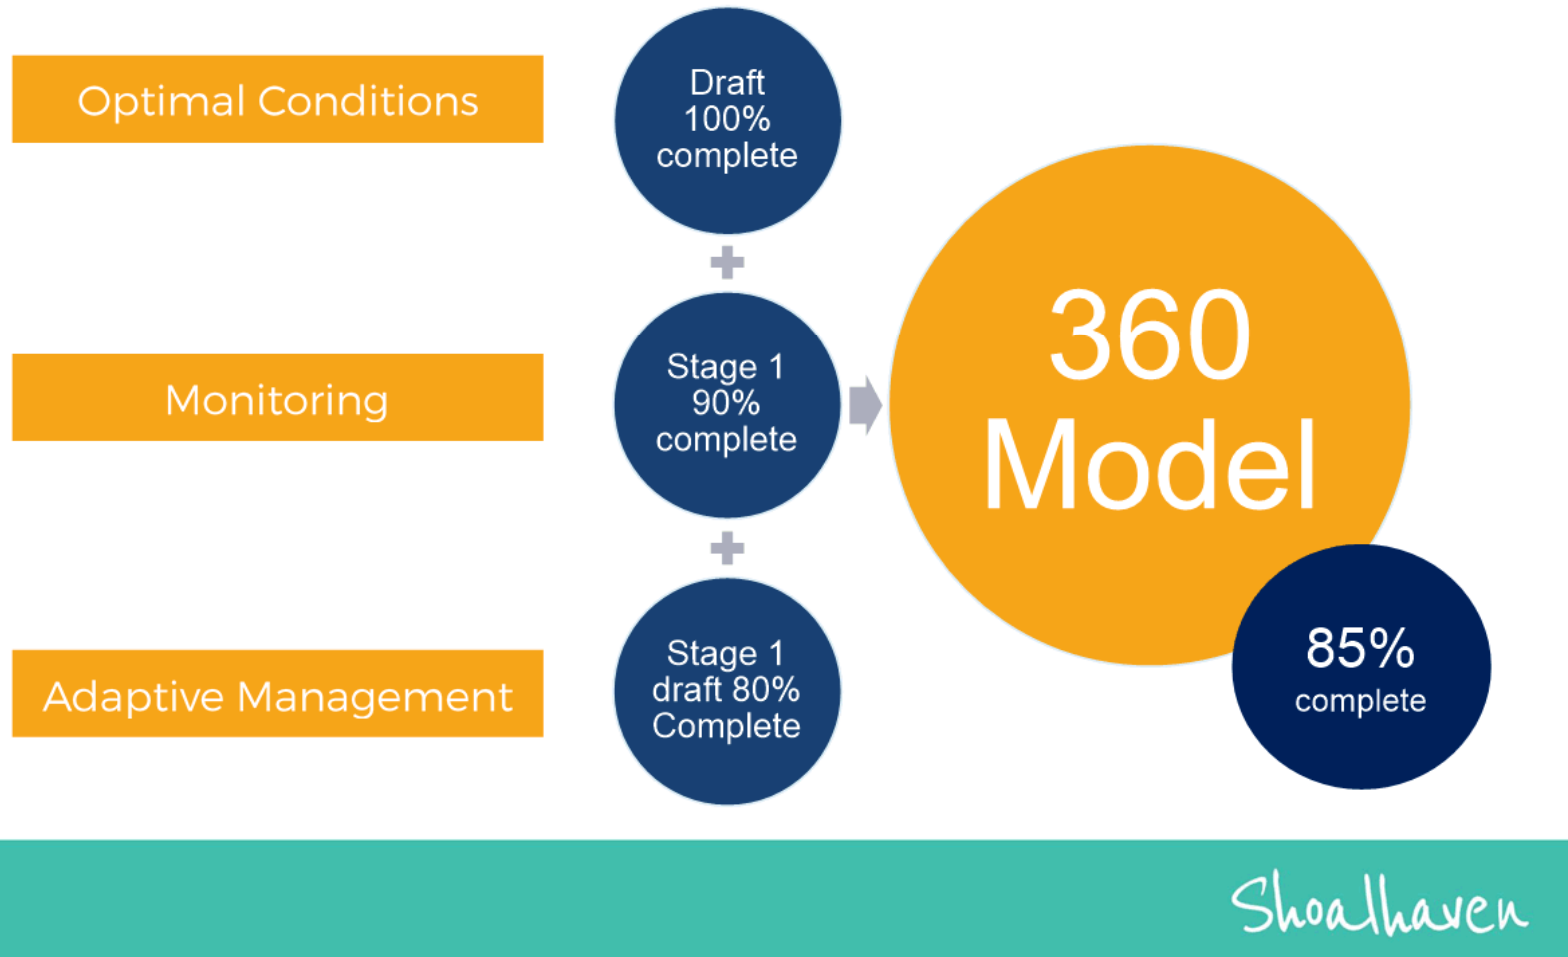 Optimal Conditions
Draft
100%
complete
Monitoring
Stage 1
90%
complete
Adaptive Management
Stage 1
draft 80%
Complete
360
Model
85%
complete
Shoalhaven